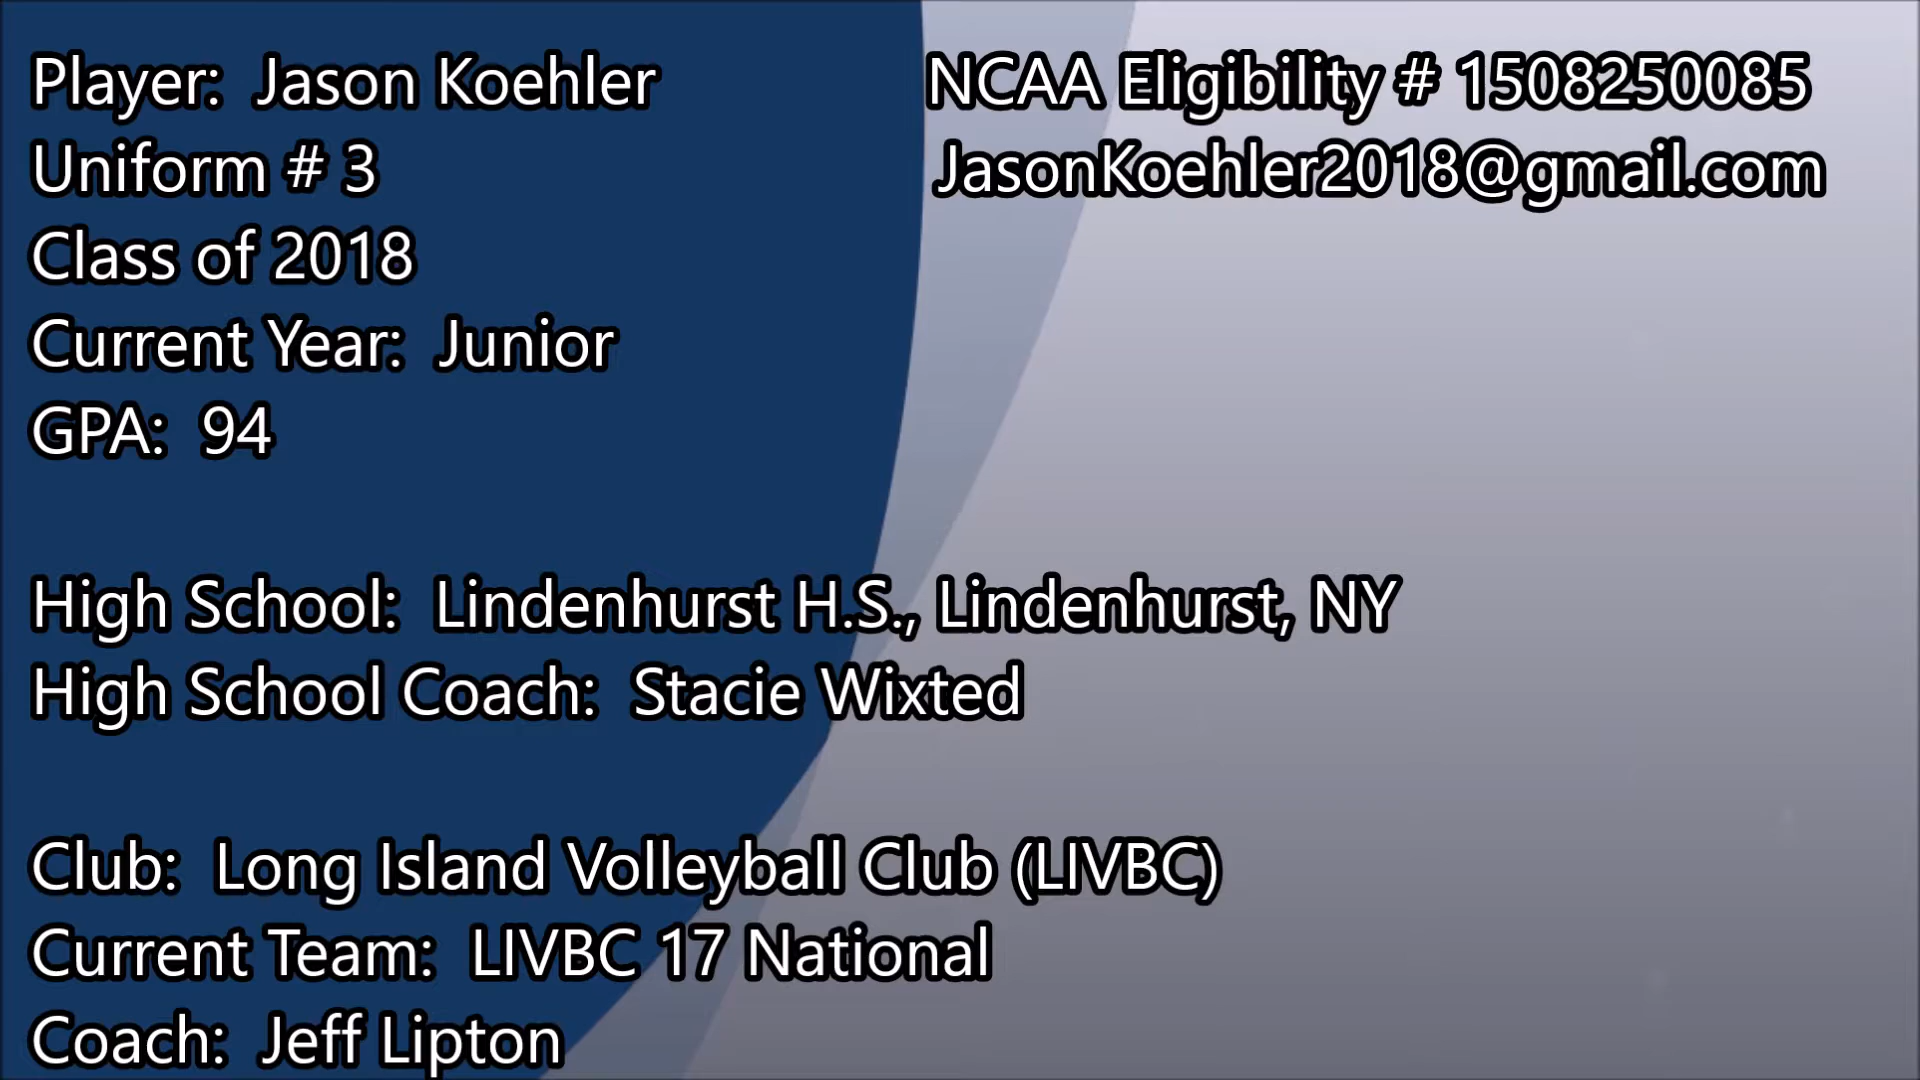 Player:  Jason Koehler
NCAA Eligibility # 1508250085
Uniform # 3
JasonKoehler2018@gmail.com
Class of 2018
Current Year:  Junior
GPA:  94
High School:  Lindenhurst H.S., Lindenhurst, NY
High School Coach:  Stacie Wixted
Club:  Long Island Volleyball Club (LIVBC)
Current Team:  LIVBC 17 National
Coach:  Jeff Lipton